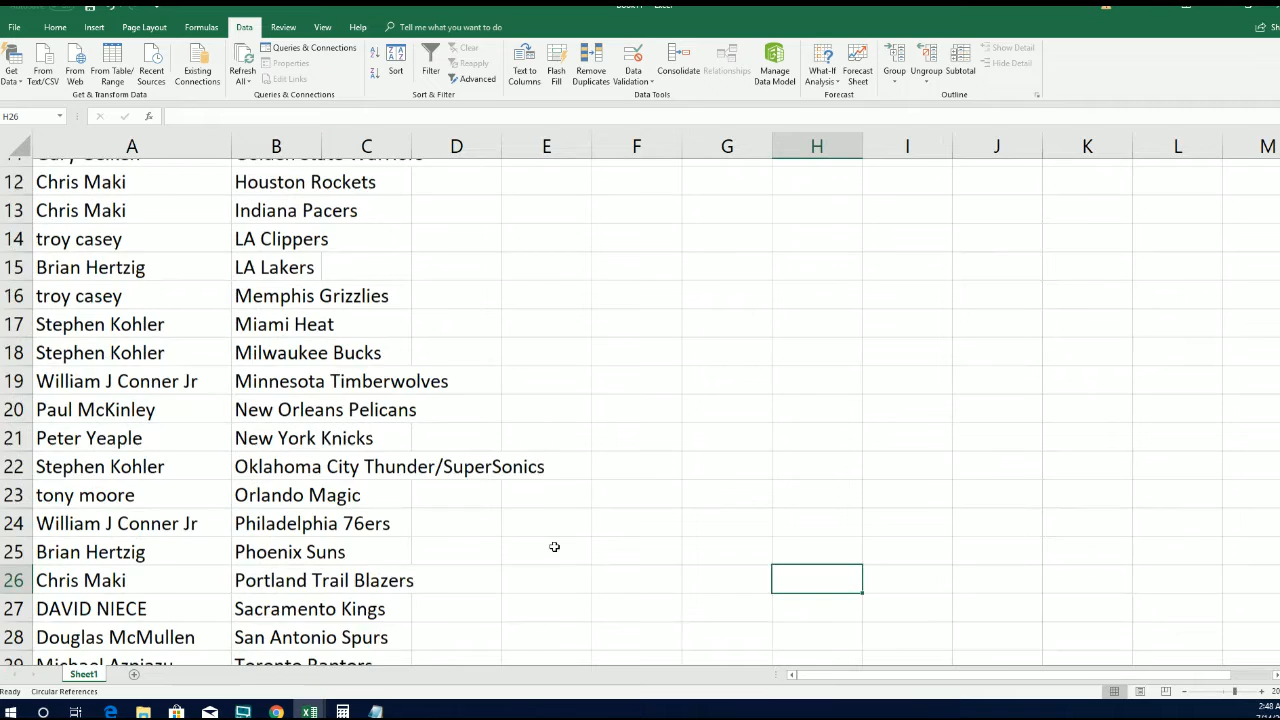 File Home Insert Page Layout Formulas Data Review View Help Tell me what you want to do
Get Data From Text/CSV From Web From Table/Range Recent Sources Existing Connections
Get & Transform Data
Refresh All Queries & Connections Properties Edit Links
Queries & Connections
Sort Filter Clear Reapply Advanced
Sort & Filter
Text to Columns Flash Fill Remove Duplicates Data Validation Consolidate Relationships Manage Data Model
Data Tools
What-If Analysis Forecast Sheet
Forecast
Group Ungroup Subtotal Show Detail Hide Detail
Outline
H26 fx
A B C D E F G H I J K L M
12 Chris Maki Houston Rockets
13 Chris Maki Indiana Pacers
14 troy casey LA Clippers
15 Brian Hertzig LA Lakers
16 troy casey Memphis Grizzlies
17 Stephen Kohler Miami Heat
18 Stephen Kohler Milwaukee Bucks
19 William J Conner Jr Minnesota Timberwolves
20 Paul McKinley New Orleans Pelicans
21 Peter Yeaple New York Knicks
22 Stephen Kohler Oklahoma City Thunder/SuperSonics
23 tony moore Orlando Magic
24 William J Conner Jr Philadelphia 76ers
25 Brian Hertzig Phoenix Suns
26 Chris Maki Portland Trail Blazers
27 DAVID NIECE Sacramento Kings
28 Douglas McMullen San Antonio Spurs
29 Toronto Raptors
Sheet1
Circular References
2:48